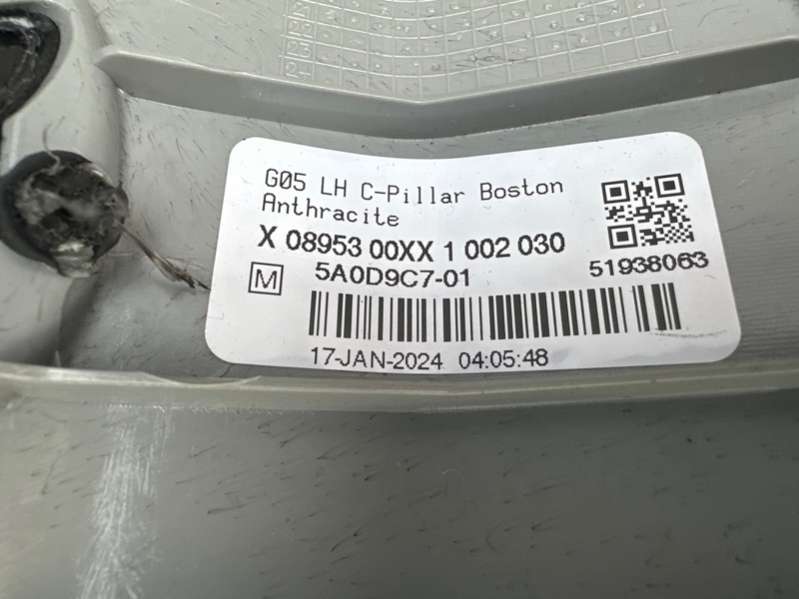 G05 LH C-Pillar Boston
Anthracite
X 08953 00XX 1 002 030
M 5A0D9C7-01 51938063
17-JAN-2024 04:05:48